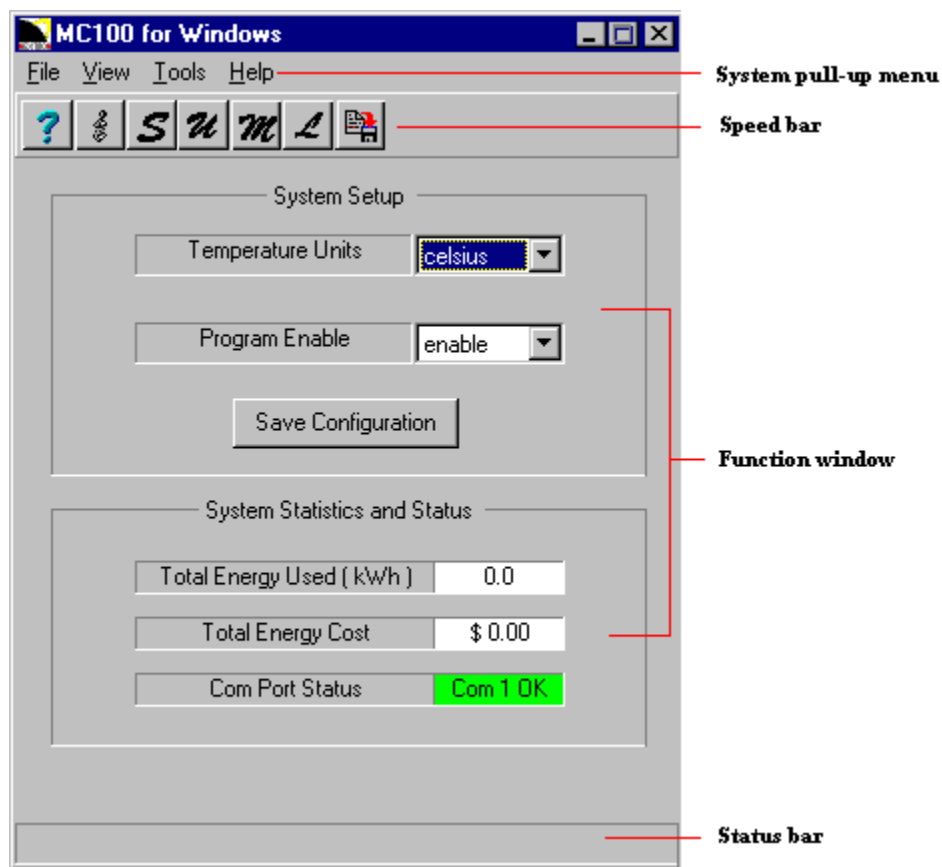 MC100 for Windows
File View Tools Help
System pull-up menu
? S U M L
Speed bar
System Setup
Temperature Units celsius
Program Enable enable
Save Configuration
Function window
System Statistics and Status
Total Energy Used ( kWh ) 0.0
Total Energy Cost $ 0.00
Com Port Status Com 1 OK
Status bar